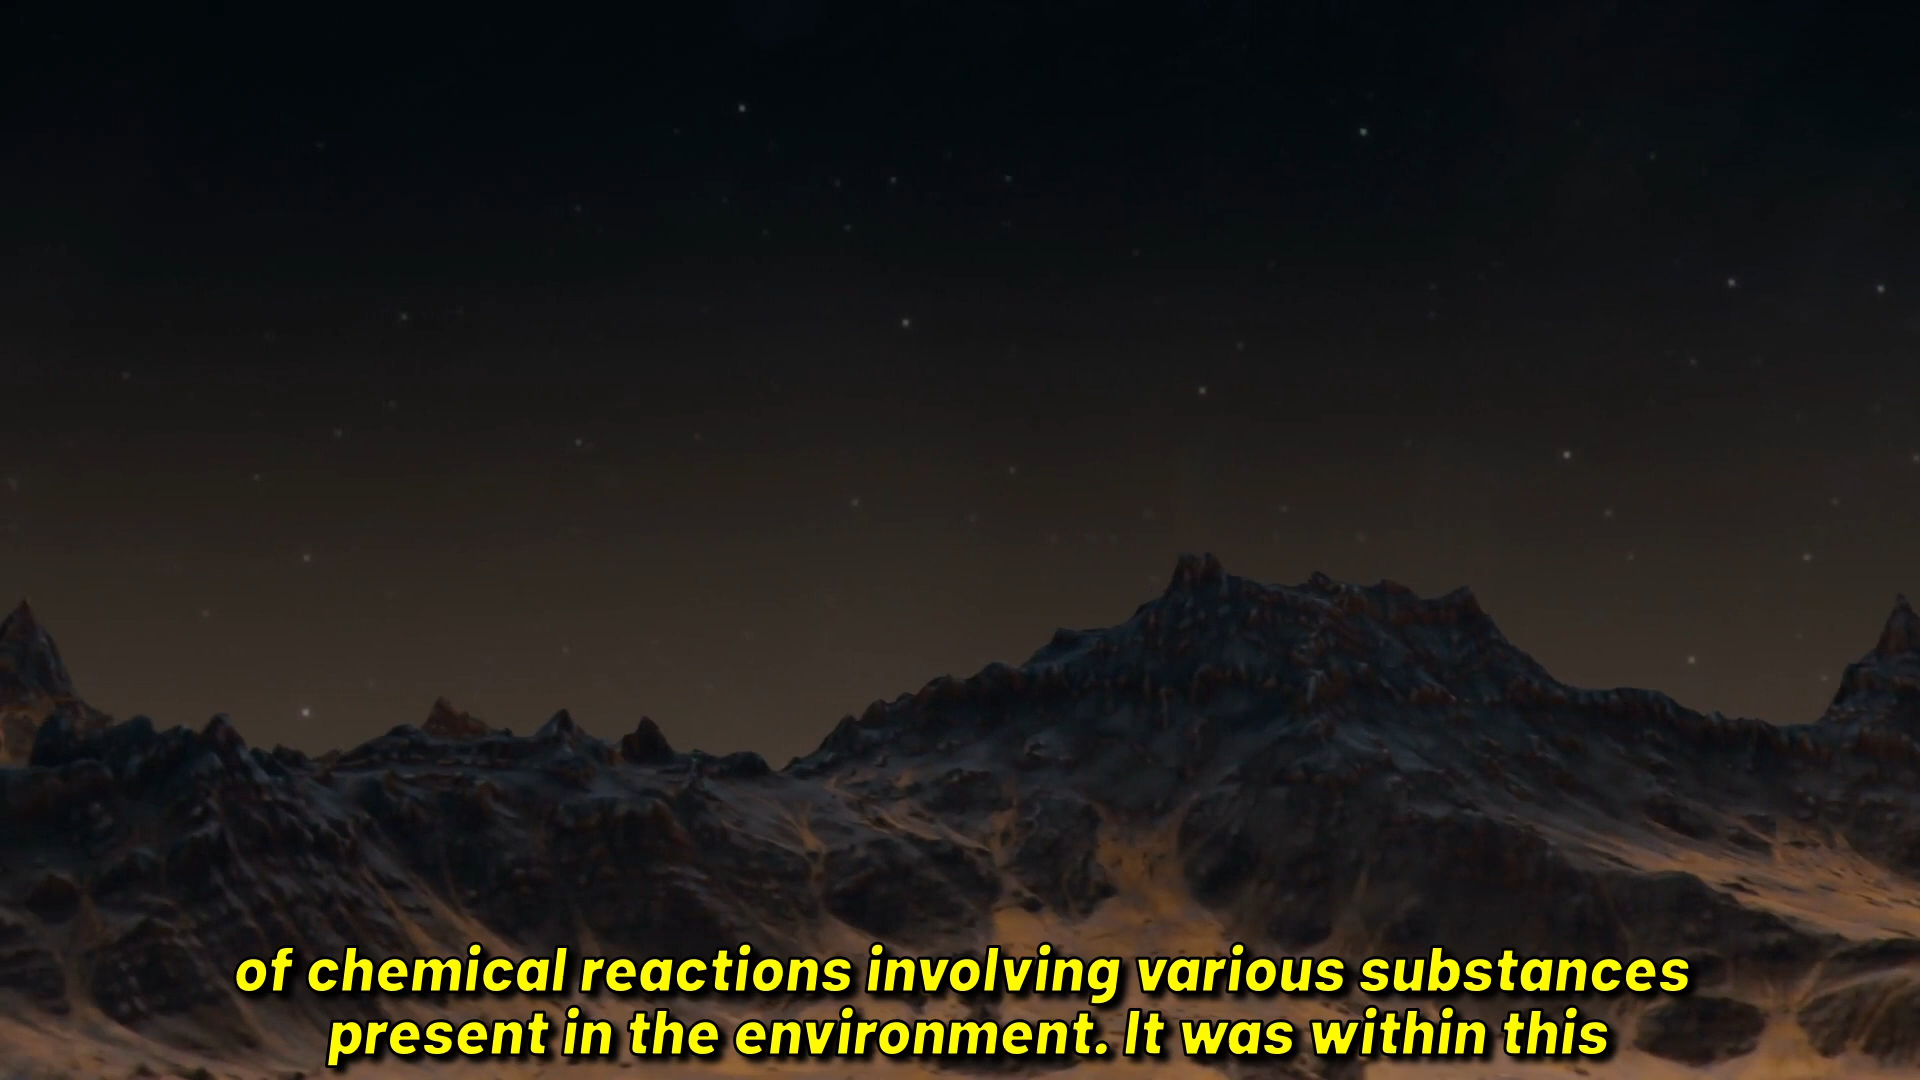 of chemical reactions involving various substances
present in the environment. It was within this